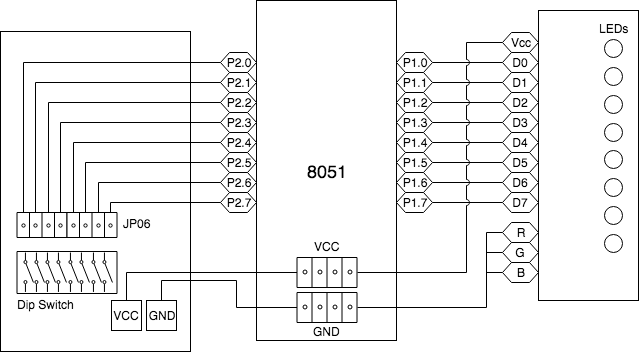 LEDs
Vcc
P2.0 P1.0 D0
P2.1 P1.1 D1
P2.2 P1.2 D2
P2.3 P1.3 D3
P2.4 P1.4 D4
P2.5 P1.5 D5
8051
P2.6 P1.6 D6
P2.7 P1.7 D7
JP06
R
VCC
G
B
Dip Switch
VCC GND
GND